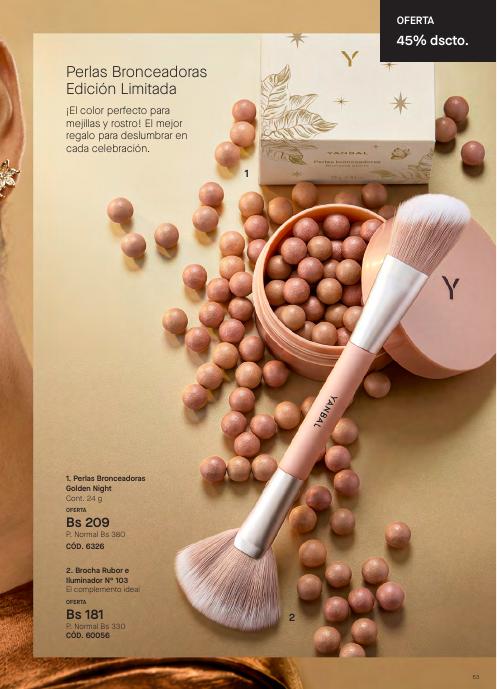 OFERTA
45% dscto.
Perlas Bronceadoras
Edición Limitada
¡El color perfecto para
mejillas y rostro! El mejor
regalo para deslumbrar en
cada celebración.
Y
YANBAL
Perlas bronceadoras
1
Y
YANBAL
1. Perlas Bronceadoras
Golden Night
Cont. 24 g
OFERTA
Bs 209
P. Normal Bs 380
CÓD. 6326
2. Brocha Rubor e
Iluminador N° 103
El complemento ideal
OFERTA
Bs 181
P. Normal Bs 330
CÓD. 60056
2
53